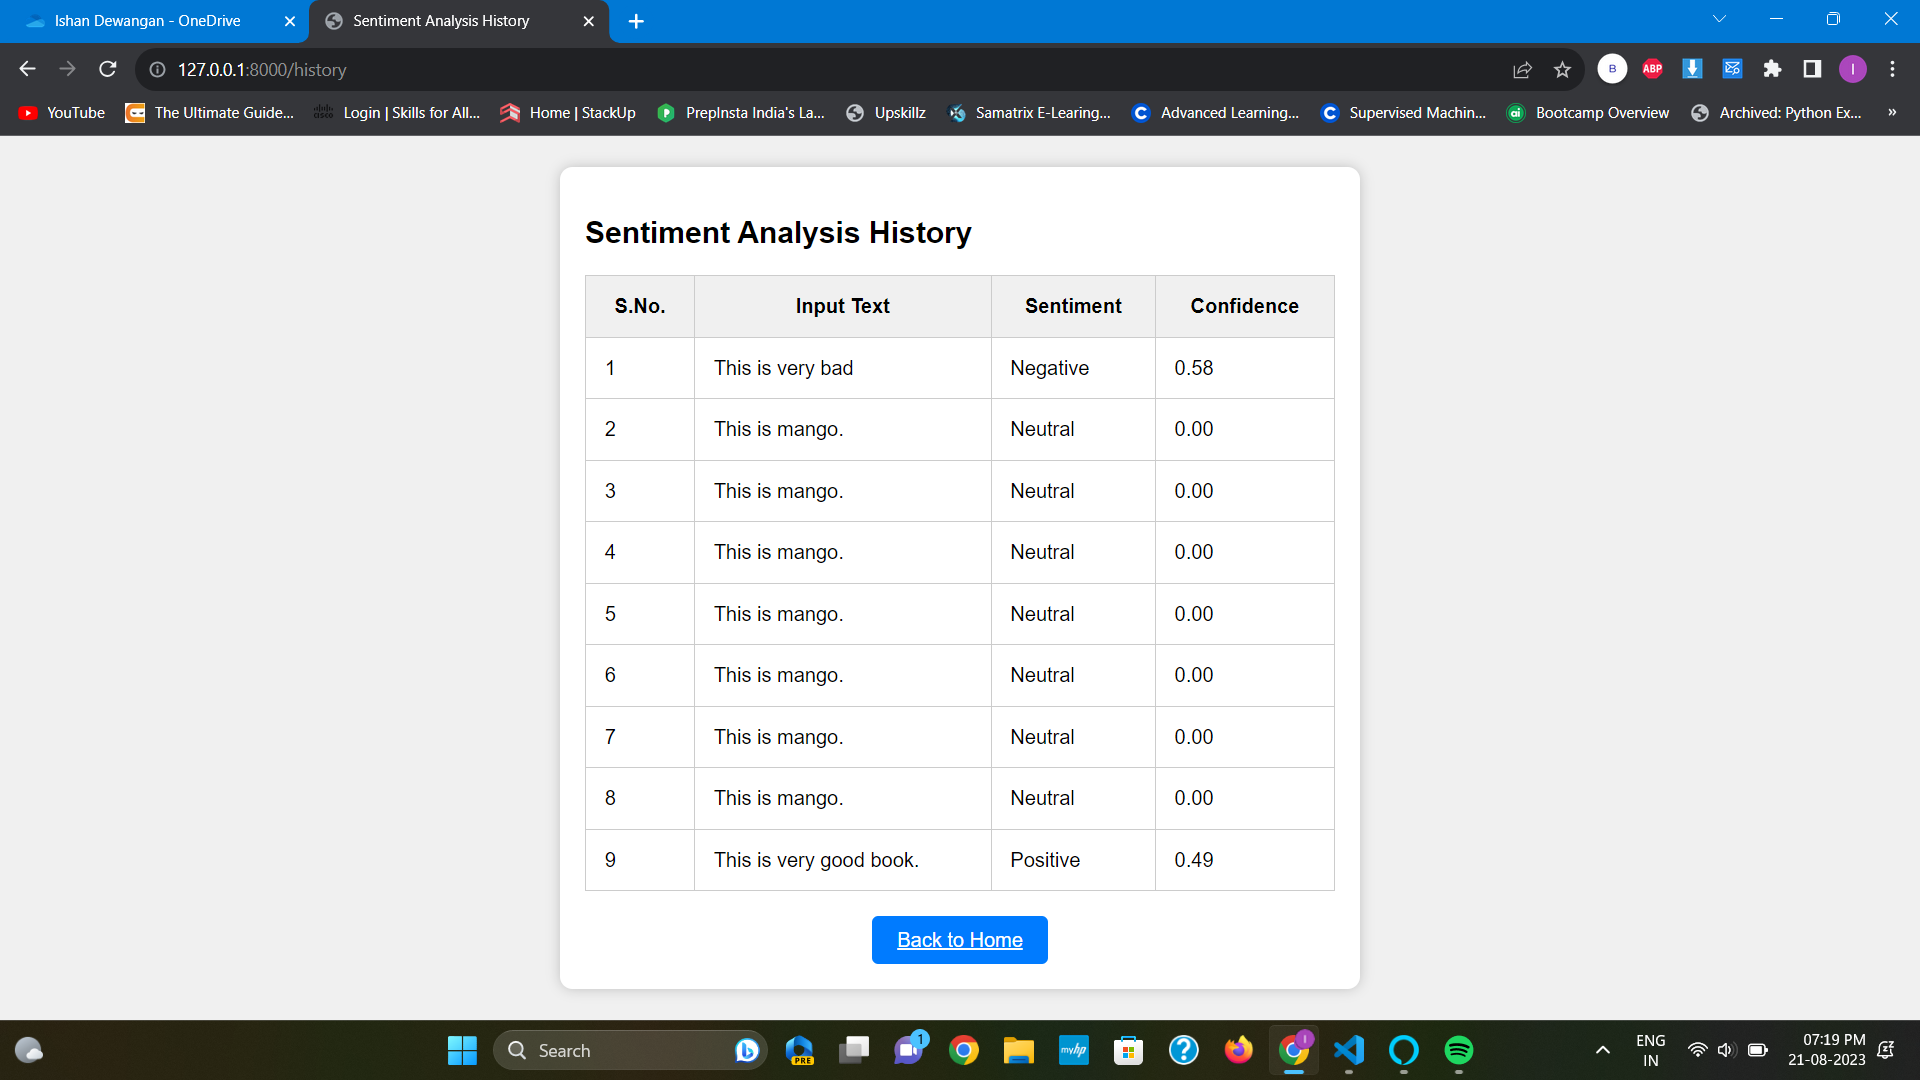 Ishan Dewangan - OneDrive
Sentiment Analysis History
127.0.0.1:8000/history
B
ABP
I
YouTube
The Ultimate Guide...
cisco
Login | Skills for All...
Home | StackUp
PrepInsta India's La...
Upskillz
Samatrix E-Learing...
Advanced Learning...
Supervised Machin...
ai
Bootcamp Overview
Archived: Python Ex...
»
Sentiment Analysis History
S.No. Input Text Sentiment Confidence
1 This is very bad Negative 0.58
2 This is mango. Neutral 0.00
3 This is mango. Neutral 0.00
4 This is mango. Neutral 0.00
5 This is mango. Neutral 0.00
6 This is mango. Neutral 0.00
7 This is mango. Neutral 0.00
8 This is mango. Neutral 0.00
9 This is very good book. Positive 0.49
Back to Home
Search
PRE
1
myhp
?
I
ENG
IN
07:19 PM
21-08-2023